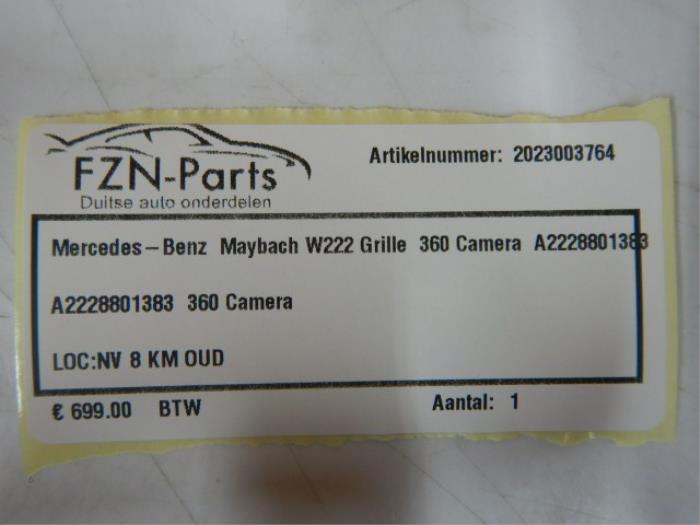 FZN-Parts
Duitse auto onderdelen
Artikelnummer: 2023003764
Mercedes-Benz Maybach W222 Grille 360 Camera A2228801383
A2228801383 360 Camera
LOC:NV 8 KM OUD
€ 699.00 BTW Aantal: 1